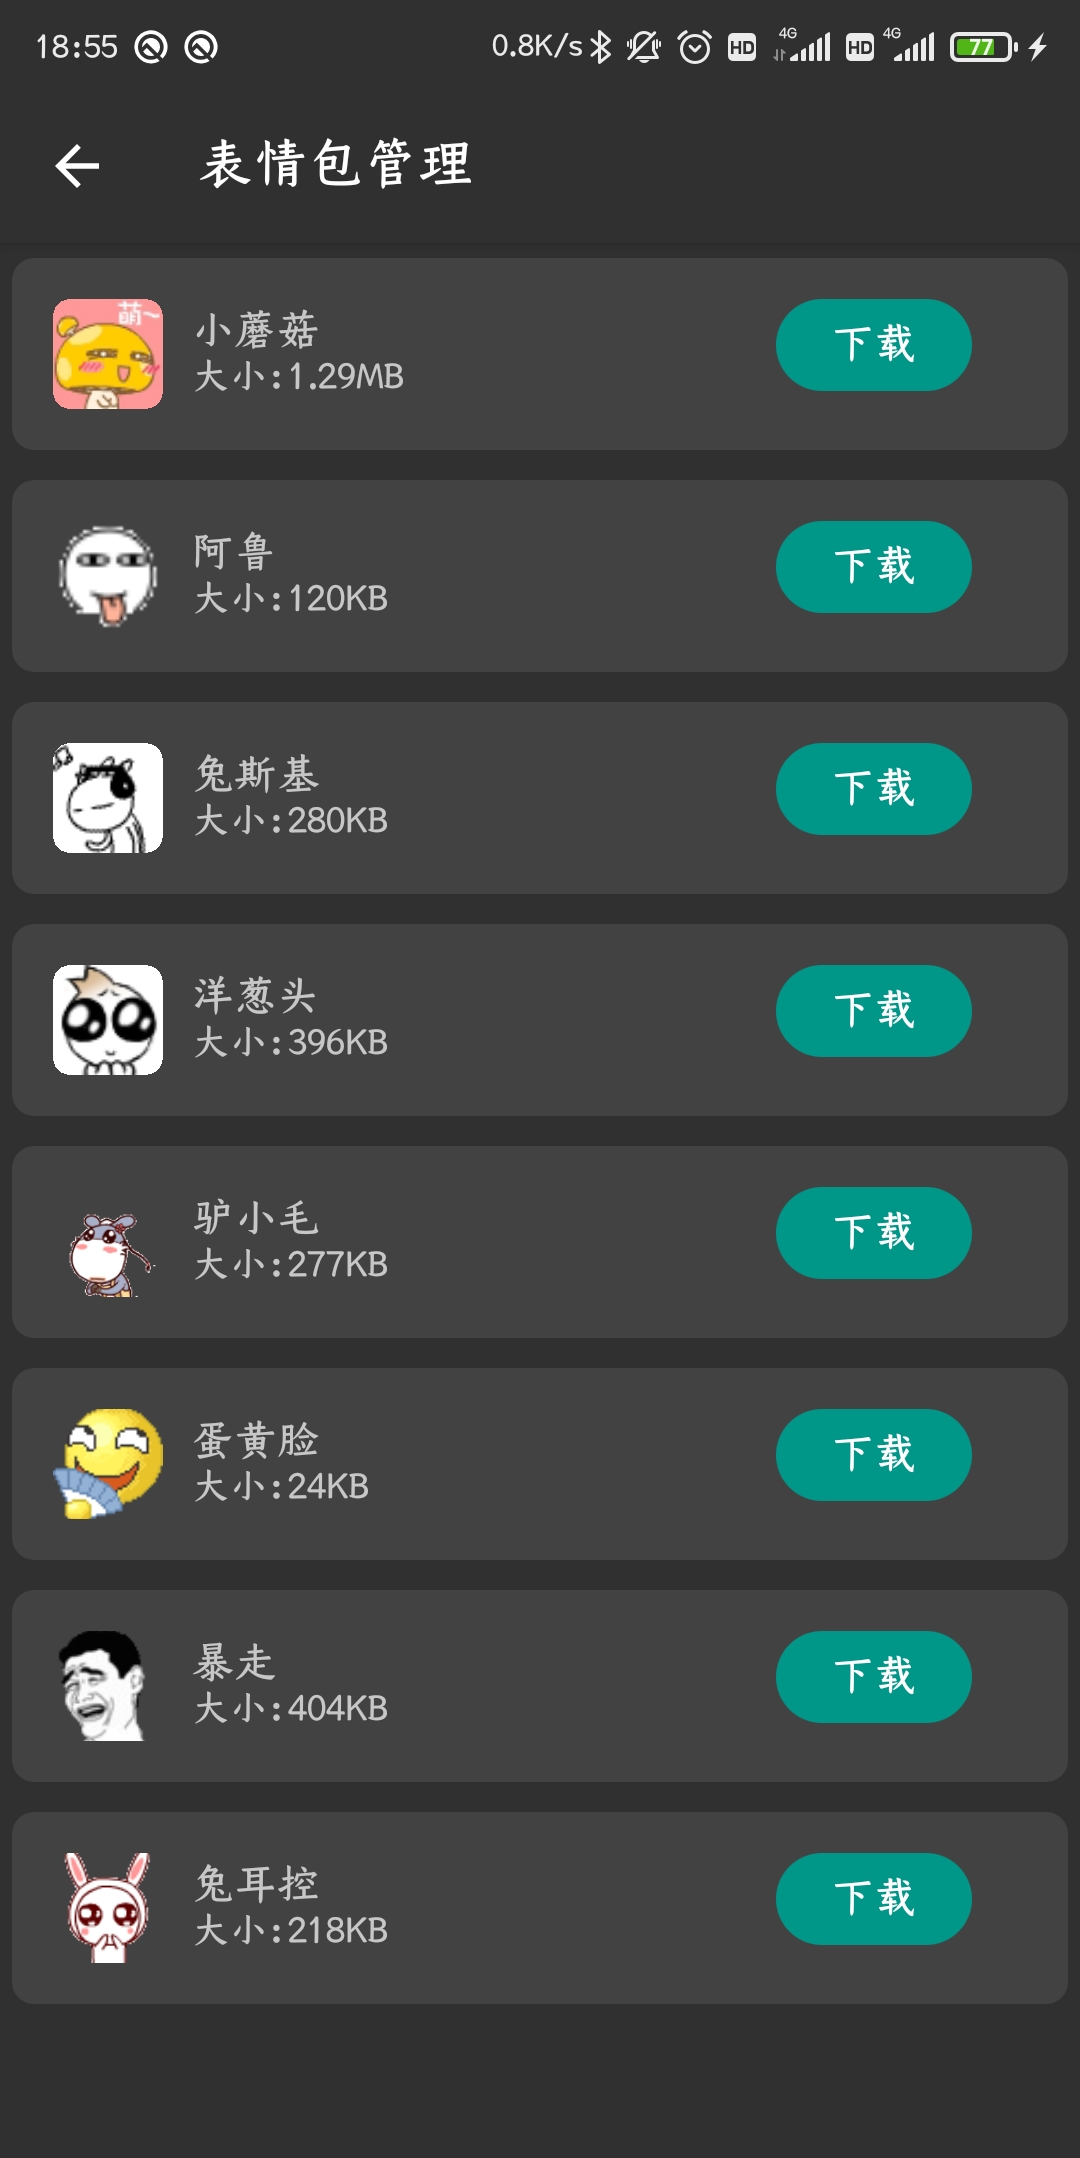 18:55 0.8K/s HD 4G HD 4G 77
表情包管理
萌~
小蘑菇
大小:1.29MB
下载
阿鲁
大小:120KB
下载
兔斯基
大小:280KB
下载
洋葱头
大小:396KB
下载
驴小毛
大小:277KB
下载
蛋黄脸
大小:24KB
下载
暴走
大小:404KB
下载
兔耳控
大小:218KB
下载